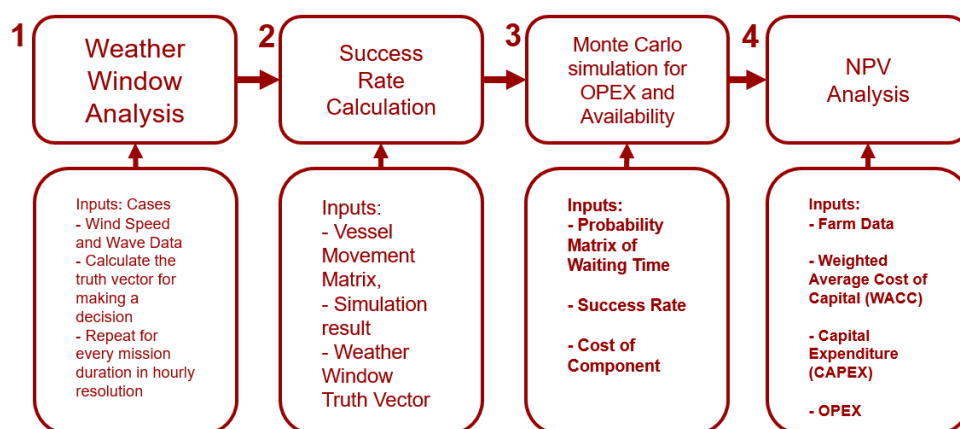 1
Weather
Window
Analysis
2
Success
Rate
Calculation
3
Monte Carlo
simulation for
OPEX and
Availability
4
NPV
Analysis
Inputs: Cases
- Wind Speed
and Wave Data
- Calculate the
truth vector for
making a
decision
- Repeat for
every mission
duration in hourly
resolution
Inputs:
- Vessel
Movement
Matrix,
- Simulation
result
- Weather
Window
Truth Vector
Inputs:
- Probability
Matrix of
Waiting Time
- Success Rate
- Cost of
Component
Inputs:
- Farm Data
- Weighted
Average Cost of
Capital (WACC)
- Capital
Expenditure
(CAPEX)
- OPEX